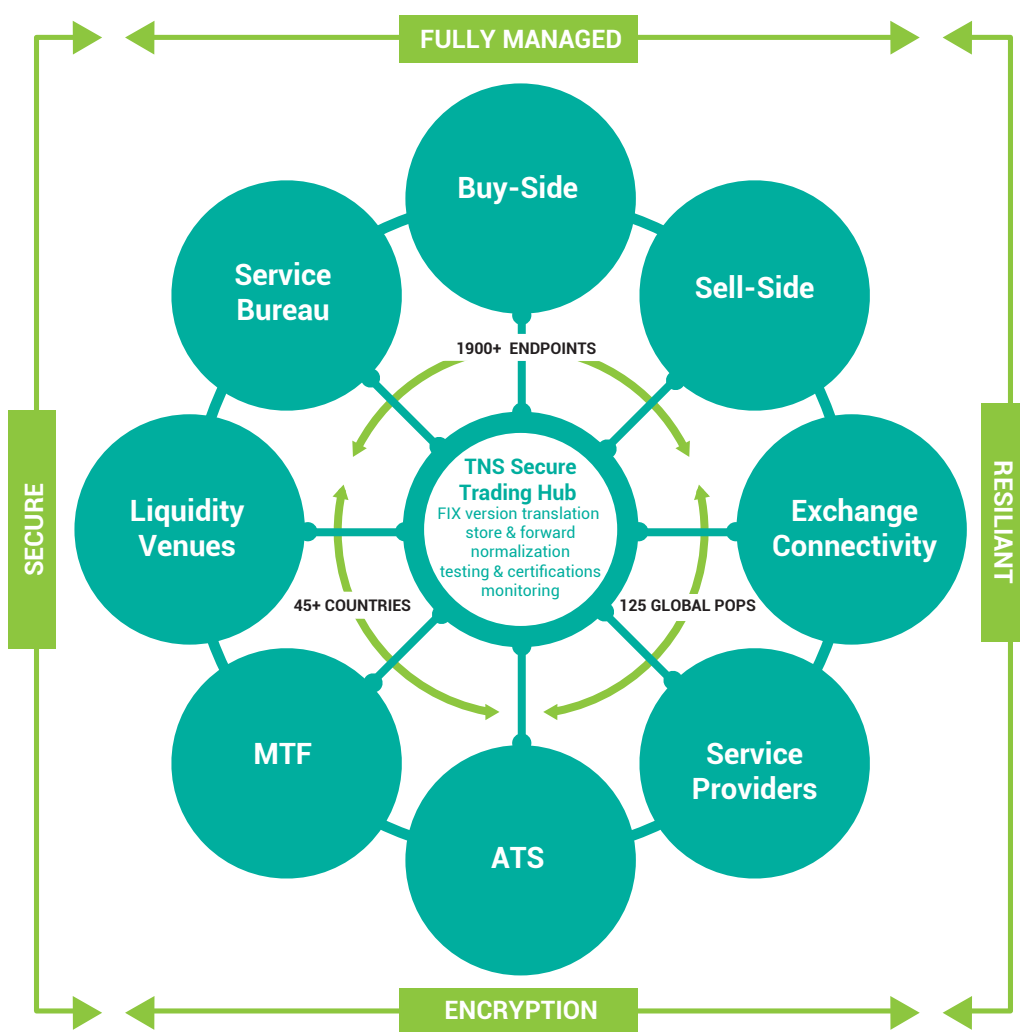 FULLY MANAGED
Buy-Side
Service
Bureau
Sell-Side
1900+ ENDPOINTS
SECURE
RESILIANT
Liquidity
Venues
TNS Secure
Trading Hub
FIX version translation
store & forward
normalization
testing & certifications
monitoring
Exchange
Connectivity
45+ COUNTRIES
125 GLOBAL POPS
MTF
Service
Providers
ATS
ENCRYPTION